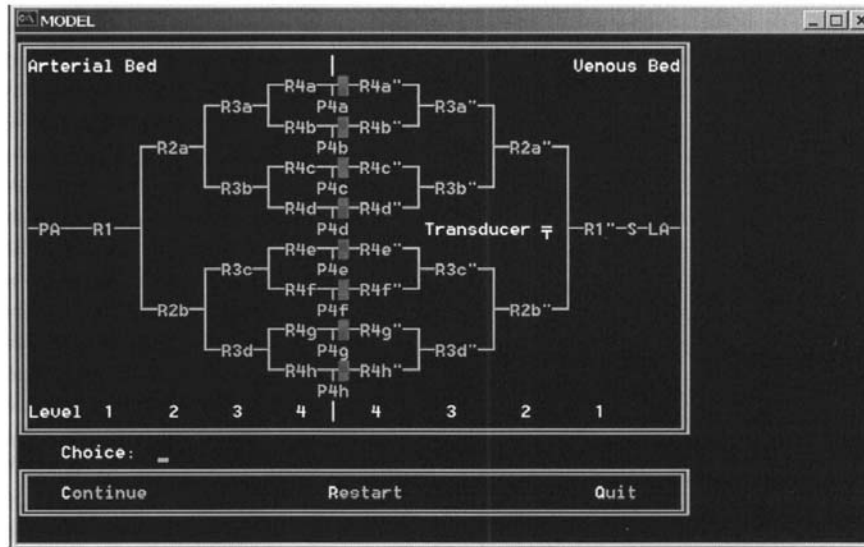 MODEL
Arterial Bed Venous Bed
R4a R4a"
R3a P4a R3a"
R4b R4b"
R2a P4b R2a"
R4c R4c"
R3b P4c R3b"
R4d R4d"
P4d
PA R1 Transducer R1" S LA
R4e R4e"
R3c P4e R3c"
R4f R4f"
R2b P4f R2b"
R4g R4g"
R3d P4g R3d"
R4h R4h"
P4h
Level 1 2 3 4 4 3 2 1
Choice: _
Continue Restart Quit